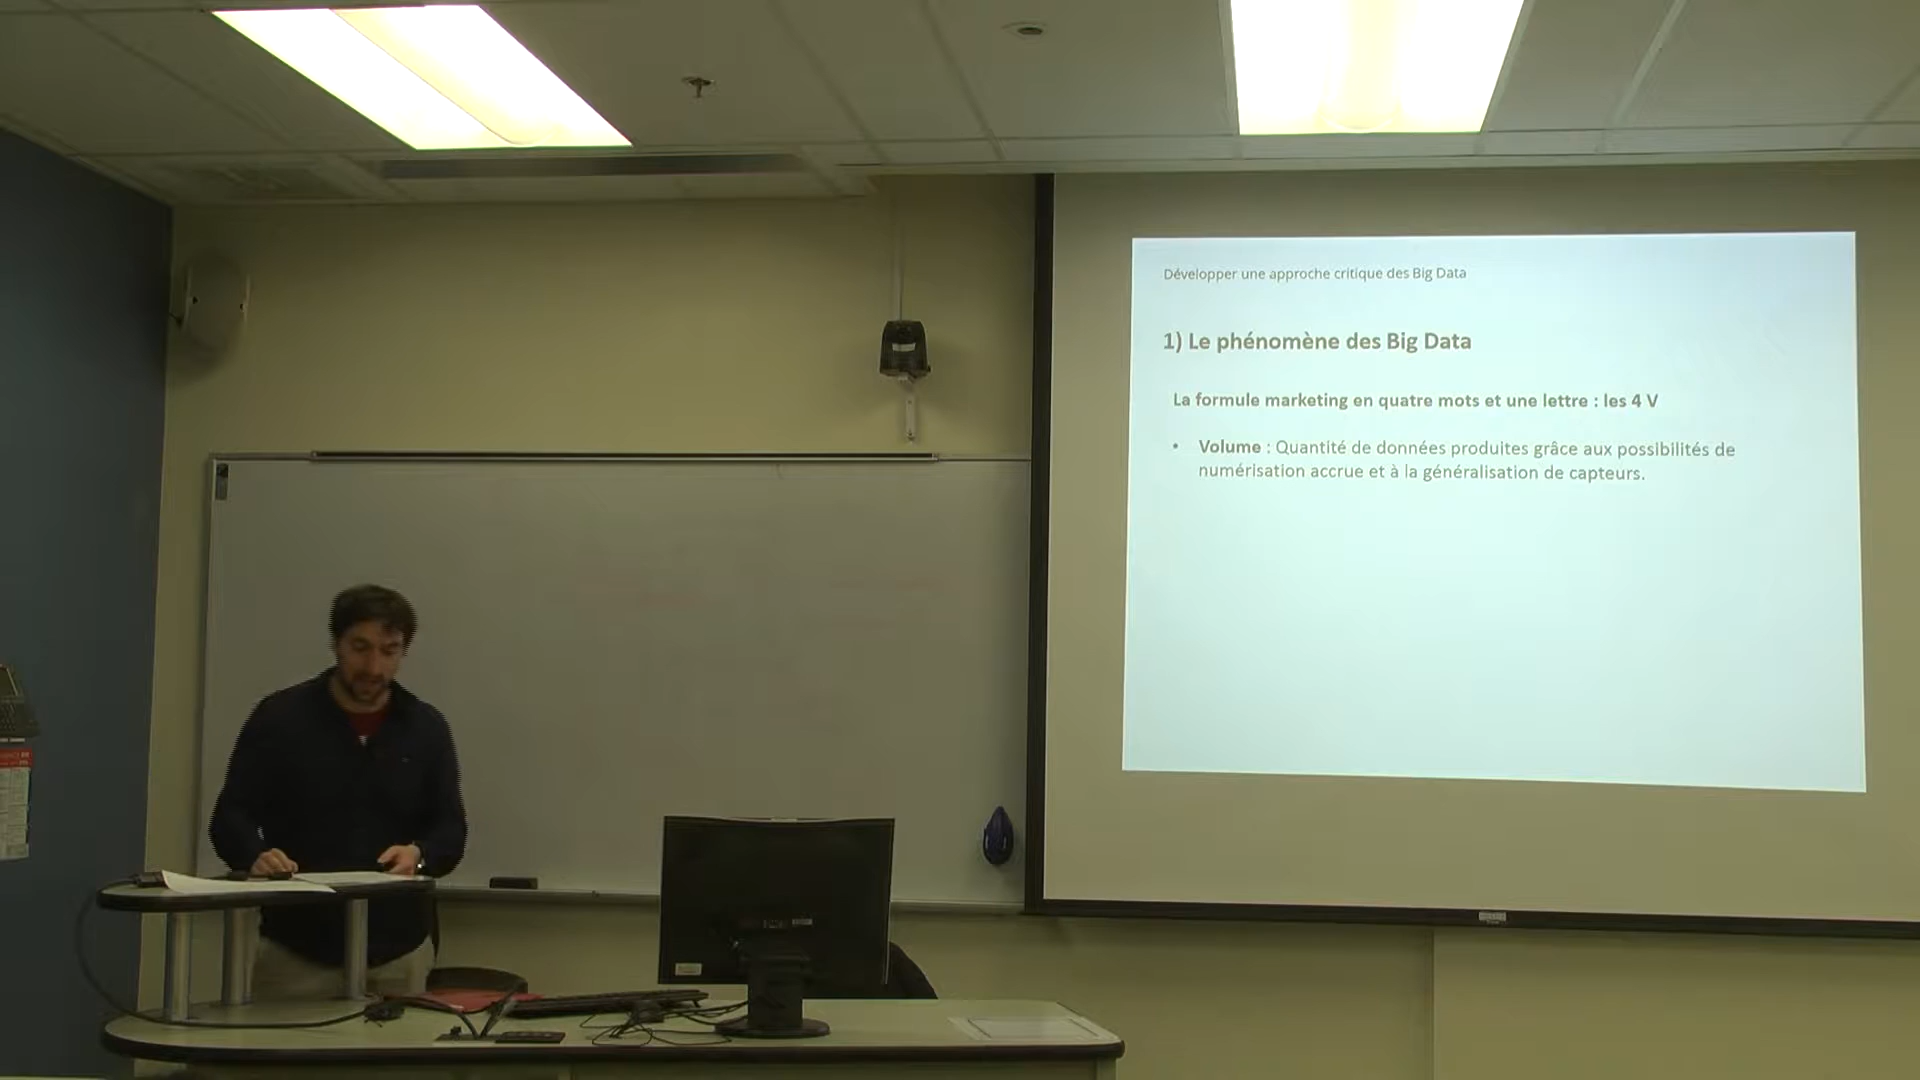 Développer une approche critique des Big Data
1) Le phénomène des Big Data
La formule marketing en quatre mots et une lettre : les 4 V
• Volume : Quantité de données produites grâce aux possibilités de
numérisation accrue et à la généralisation de capteurs.